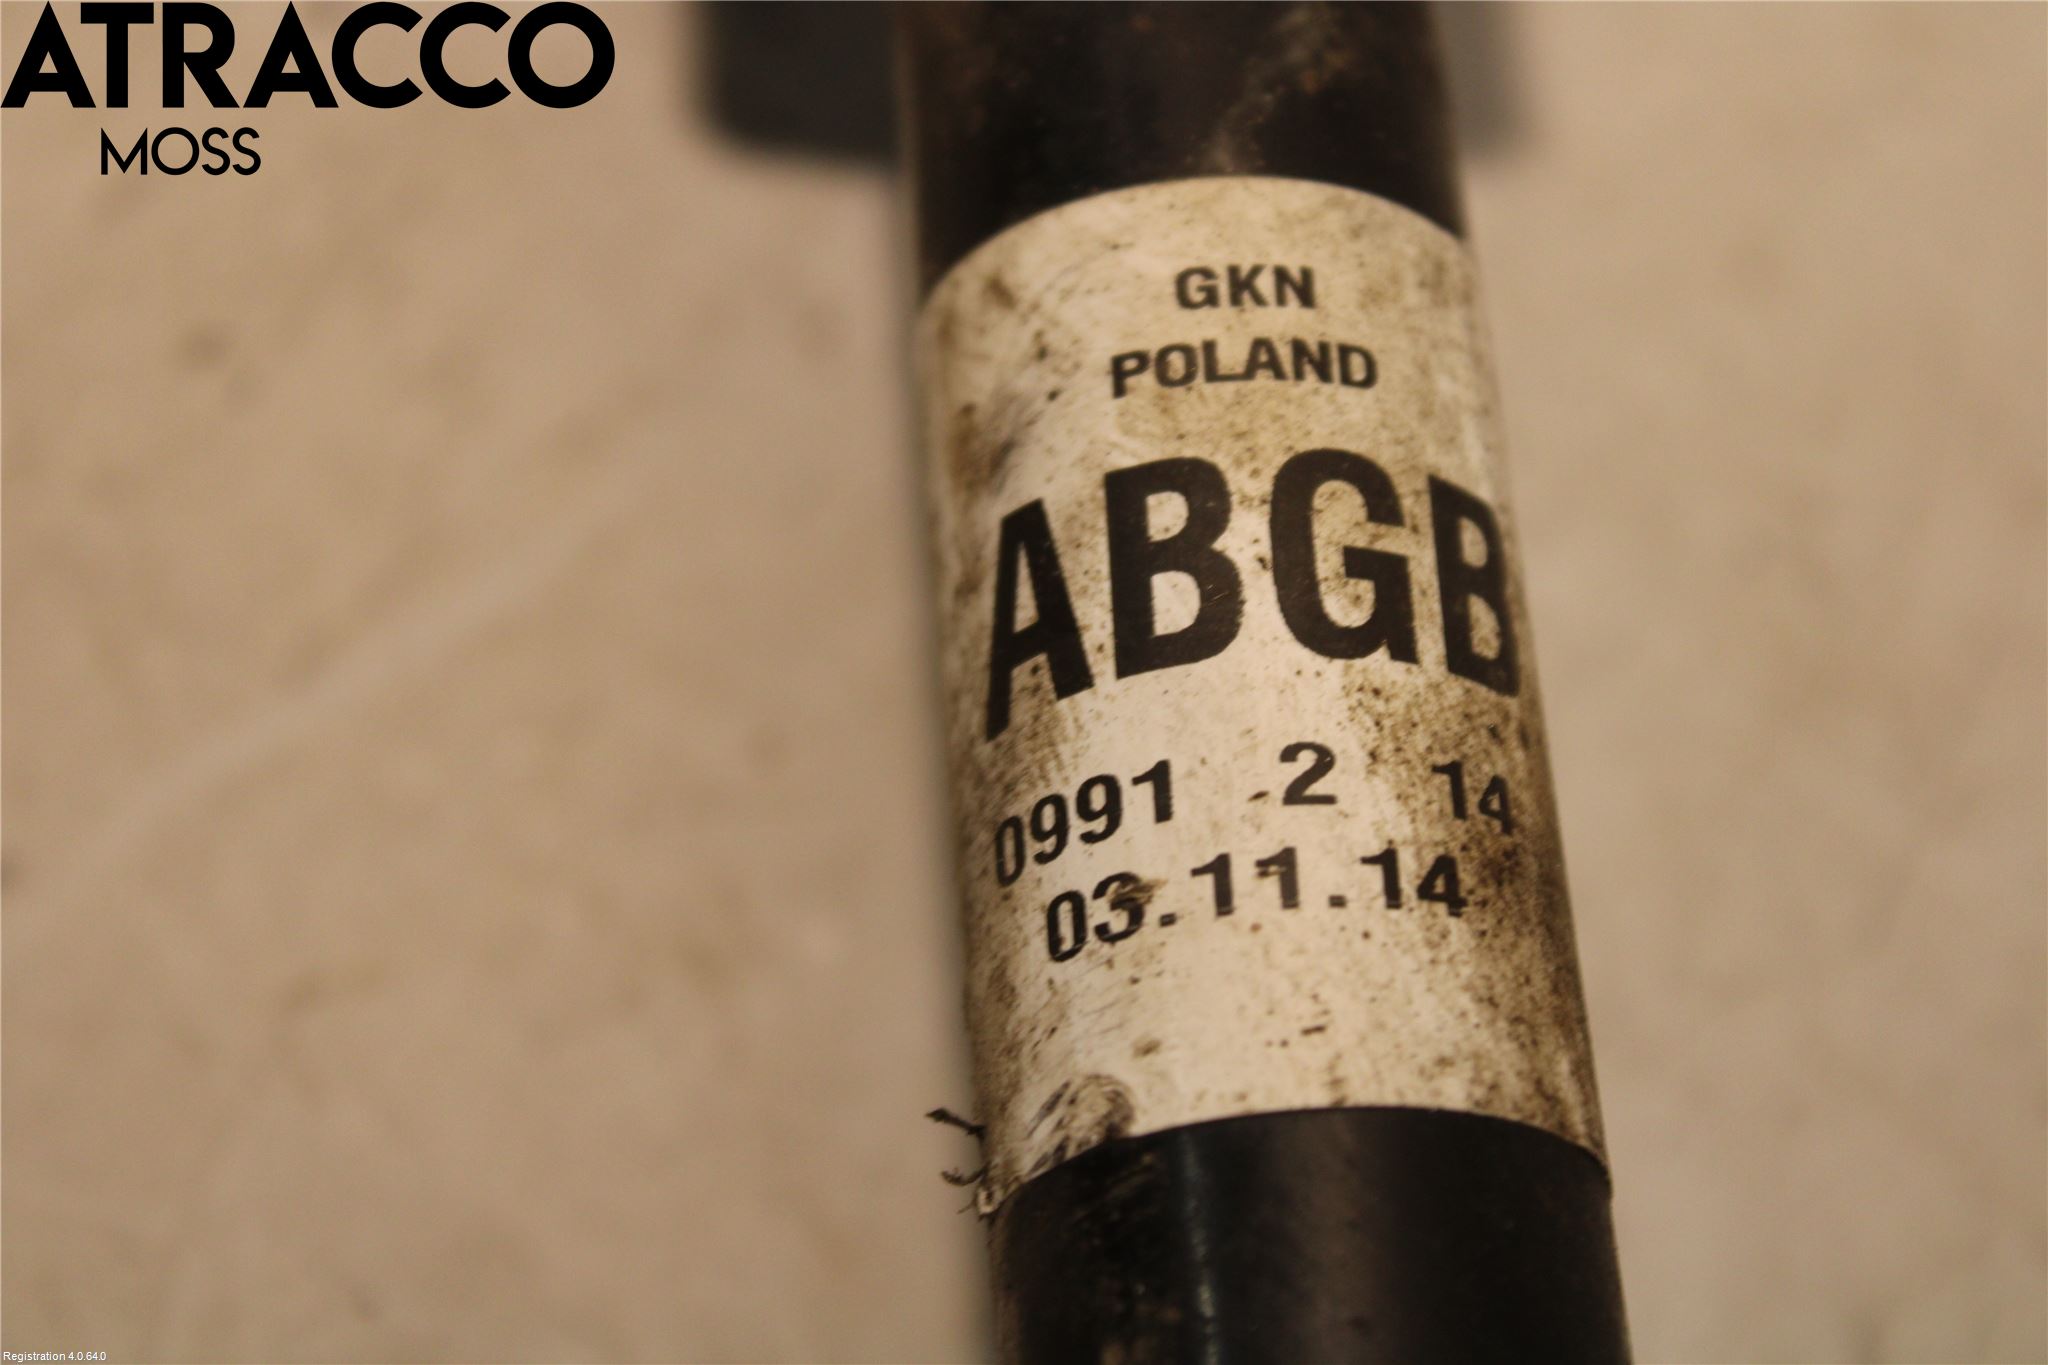 ATRACCO
MOSS
GKN
POLAND
ABGB
0991 2 14
03.11.14
Registration 4.0.64.0